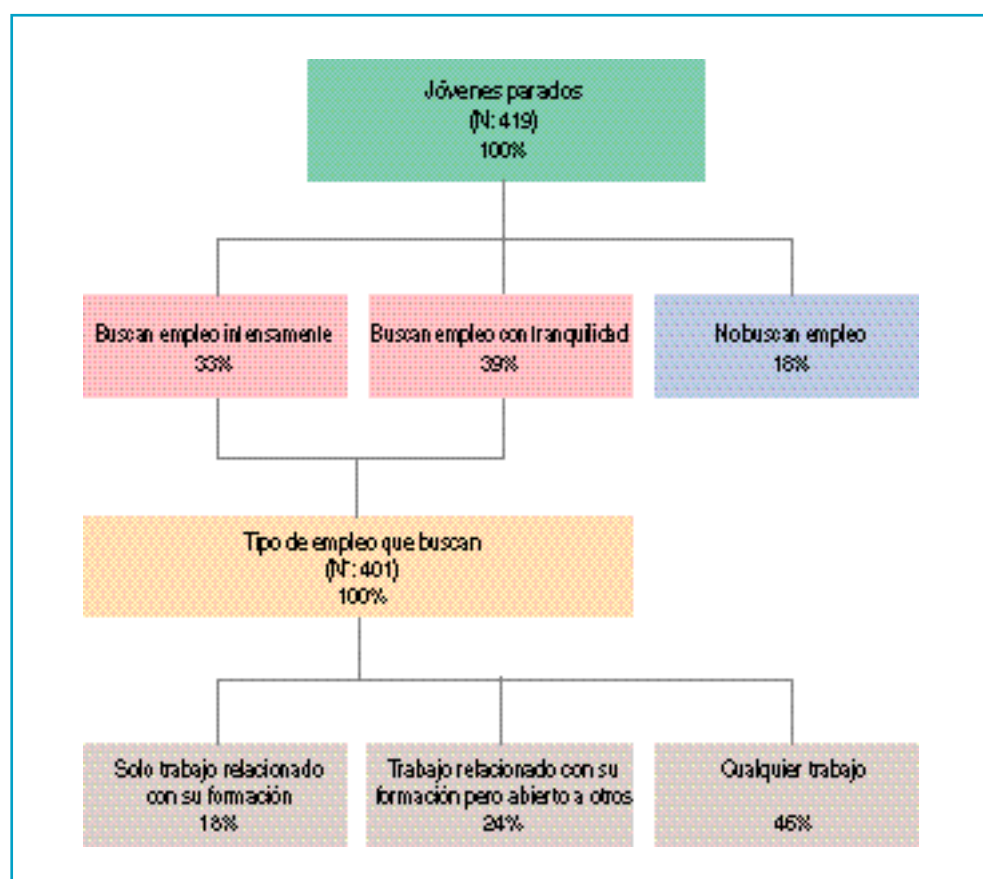 Jóvenes parados
(N: 419)
100%
Buscan empleo intensamente
33%
Buscan empleo con tranquilidad
39%
No buscan empleo
18%
Tipo de empleo que buscan
(N: 401)
100%
Solo trabajo relacionado
con su formación
18%
Trabajo relacionado con su
formación pero abierto a otros
24%
Cualquier trabajo
46%